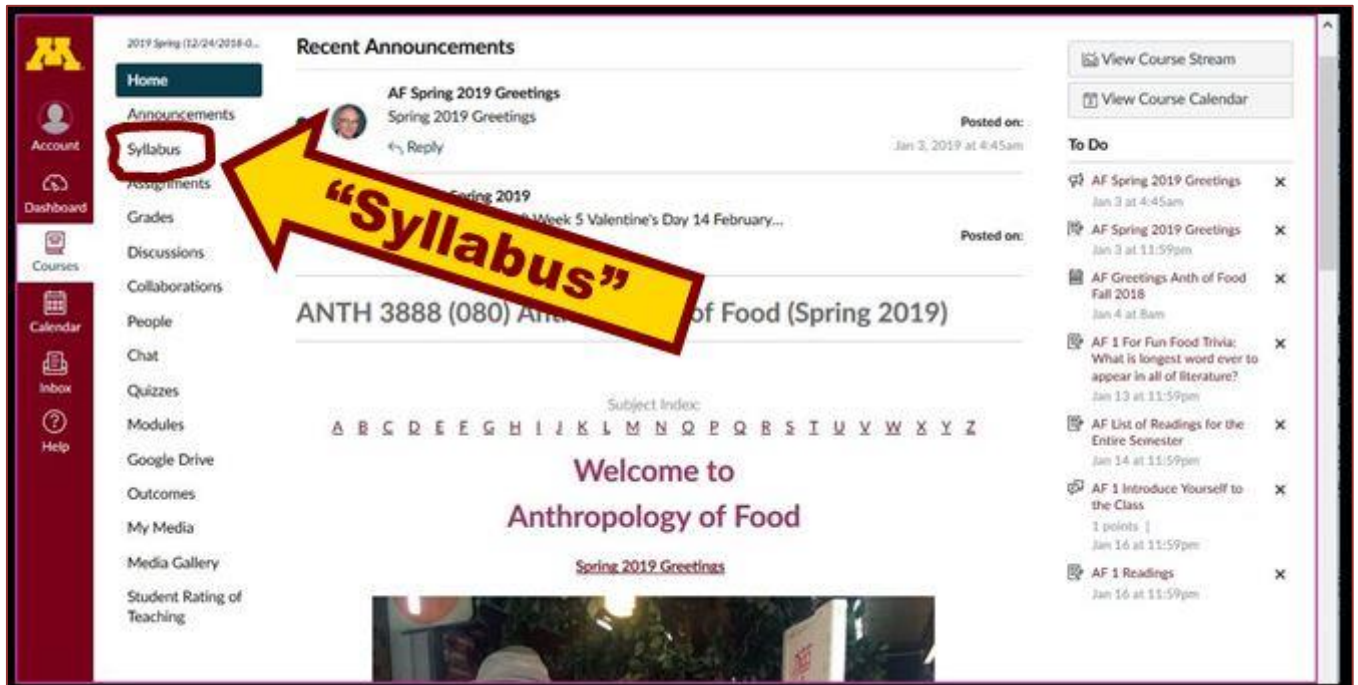 M
Account
Dashboard
Courses
Calendar
Inbox
Help
2019 Spring (12/24/2018-0...
Home
Announcements
Syllabus
Assignments
Grades
Discussions
Collaborations
People
Chat
Quizzes
Modules
Google Drive
Outcomes
My Media
Media Gallery
Student Rating of
Teaching
Recent Announcements
AF Spring 2019 Greetings
Spring 2019 Greetings
Reply
Posted on:
Jan 3, 2019 at 4:45am
Spring 2019
Week 5 Valentine's Day 14 February...
Posted on:
"Syllabus"
ANTH 3888 (080) of Food (Spring 2019)
Subject Index:
A B C D E F G H I J K L M N O P Q R S T U V W X Y Z
Welcome to
Anthropology of Food
Spring 2019 Greetings
View Course Stream
View Course Calendar
To Do
AF Spring 2019 Greetings
Jan 3 at 4:45am
AF Spring 2019 Greetings
Jan 3 at 11:59pm
AF Greetings Anth of Food
Fall 2018
Jan 4 at 8am
AF 1 For Fun Food Trivia:
What is longest word ever to
appear in all of literature?
Jan 13 at 11:59pm
AF List of Readings for the
Entire Semester
Jan 14 at 11:59pm
AF 1 Introduce Yourself to
the Class
1 points |
Jan 16 at 11:59pm
AF 1 Readings
Jan 16 at 11:59pm